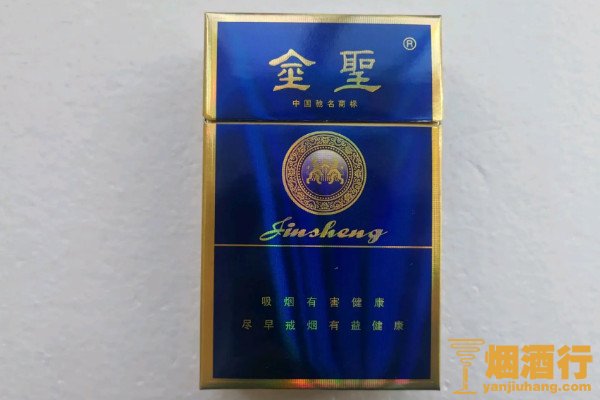 金聖 ®
中国驰名商标
Jinsheng
吸烟有害健康
尽早戒烟有益健康
烟酒行
yanjiuhang.com